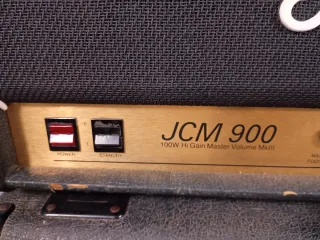 JCM 900
100W Hi Gain Master Volume MkIII
POWER
STANDBY